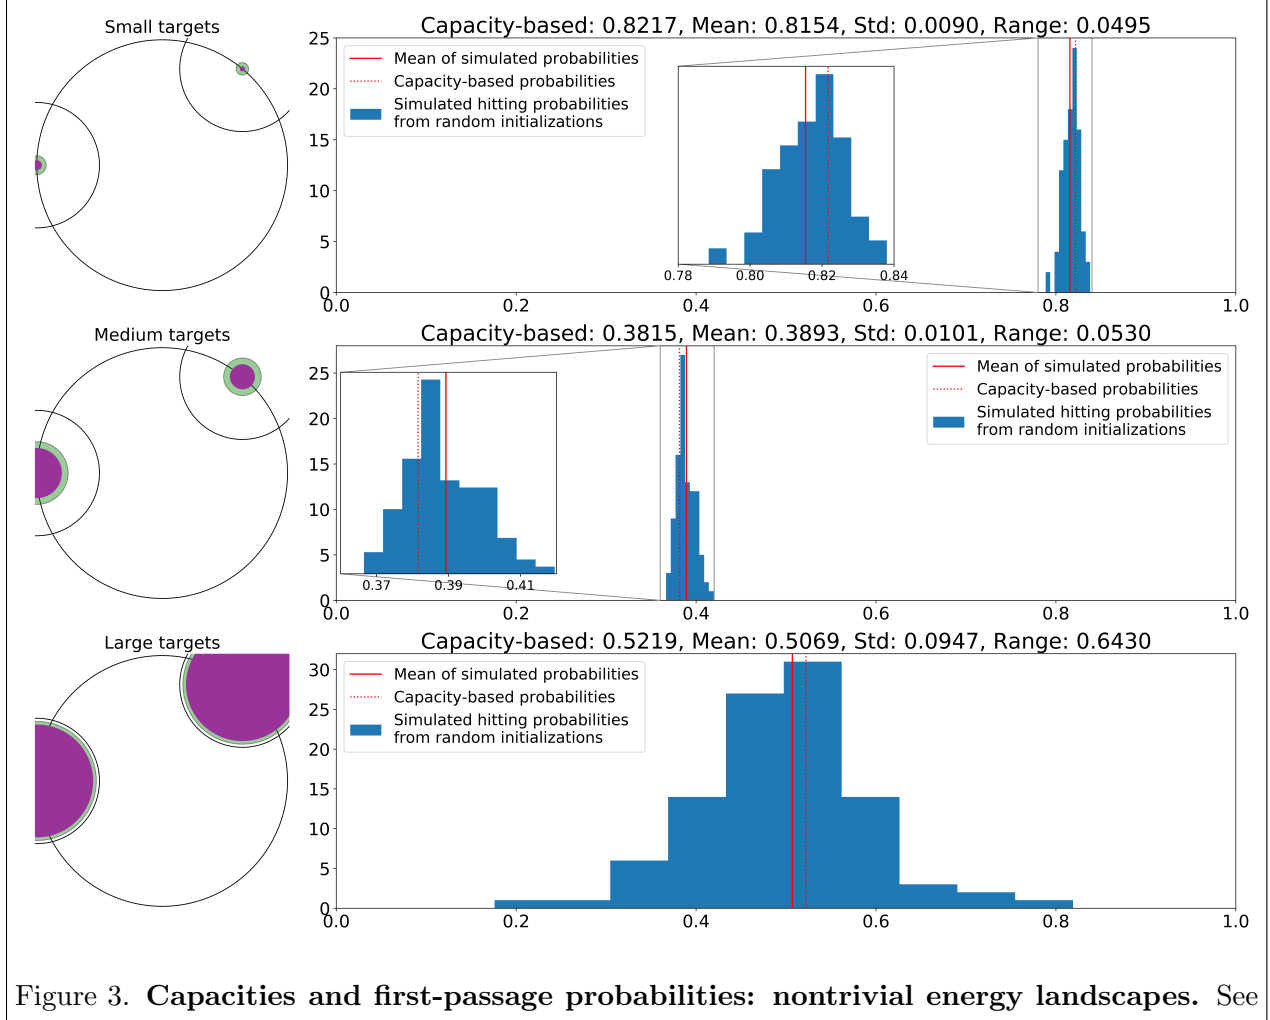 Small targets
Capacity-based: 0.8217, Mean: 0.8154, Std: 0.0090, Range: 0.0495
25
20
15
10
5
0
Mean of simulated probabilities
Capacity-based probabilities
Simulated hitting probabilities
from random initializations
0.78 0.80 0.82 0.84
0.0 0.2 0.4 0.6 0.8 1.0
Medium targets
Capacity-based: 0.3815, Mean: 0.3893, Std: 0.0101, Range: 0.0530
25
20
15
10
5
0
0.37 0.39 0.41
Mean of simulated probabilities
Capacity-based probabilities
Simulated hitting probabilities
from random initializations
0.0 0.2 0.4 0.6 0.8 1.0
Large targets
Capacity-based: 0.5219, Mean: 0.5069, Std: 0.0947, Range: 0.6430
30
25
20
15
10
5
0
Mean of simulated probabilities
Capacity-based probabilities
Simulated hitting probabilities
from random initializations
0.0 0.2 0.4 0.6 0.8 1.0
Figure 3. Capacities and first-passage probabilities: nontrivial energy landscapes. See